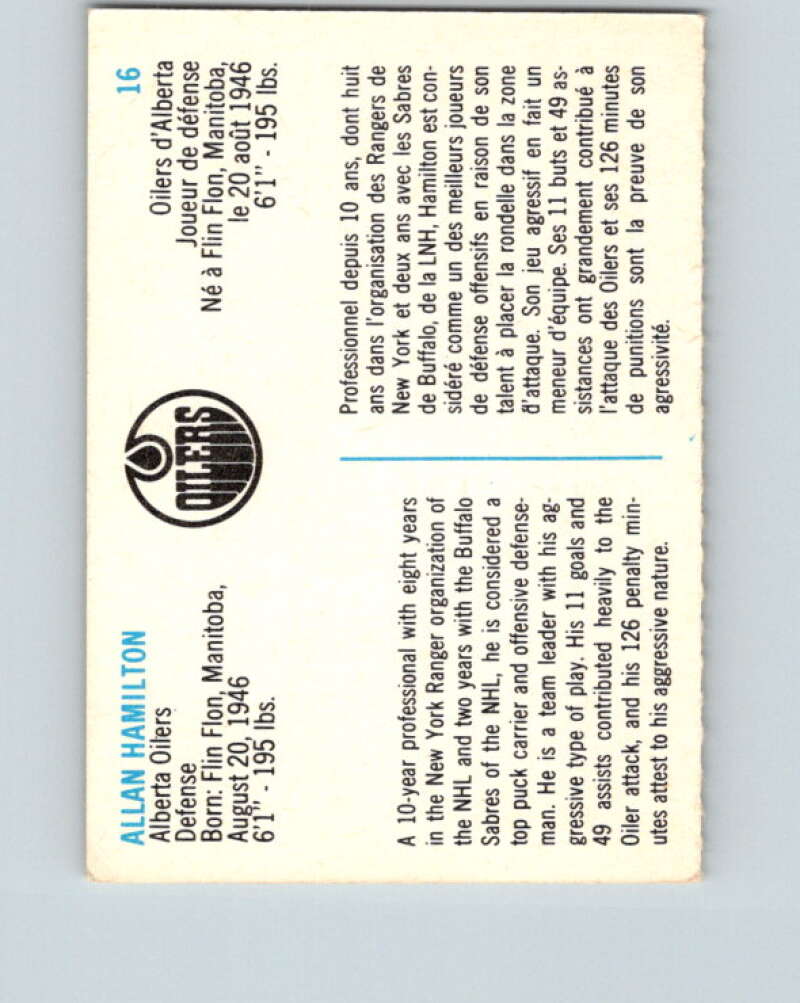 ALLAN HAMILTON
Alberta Oilers
Defense
Born: Flin Flon, Manitoba,
August 20, 1946
6'1" - 195 lbs.
OILERS
16
Oilers d'Alberta
Joueur de défense
Né à Flin Flon, Manitoba,
le 20 août 1946
6'1" - 195 lbs.
A 10-year professional with eight years
in the New York Ranger organization of
the NHL and two years with the Buffalo
Sabres of the NHL, he is considered a
top puck carrier and offensive defense-
man. He is a team leader with his ag-
gressive type of play. His 11 goals and
49 assists contributed heavily to the
Oiler attack, and his 126 penalty min-
utes attest to his aggressive nature.
Professionnel depuis 10 ans, dont huit
ans dans l'organisation des Rangers de
New York et deux ans avec les Sabres
de Buffalo, de la LNH, Hamilton est con-
sidéré comme un des meilleurs joueurs
de défense offensifs en raison de son
talent à placer la rondelle dans la zone
d'attaque. Son jeu agressif en fait un
meneur d'équipe. Ses 11 buts et 49 as-
sistances ont grandement contribué à
l'attaque des Oilers et ses 126 minutes
de punitions sont la preuve de son
agressivité.